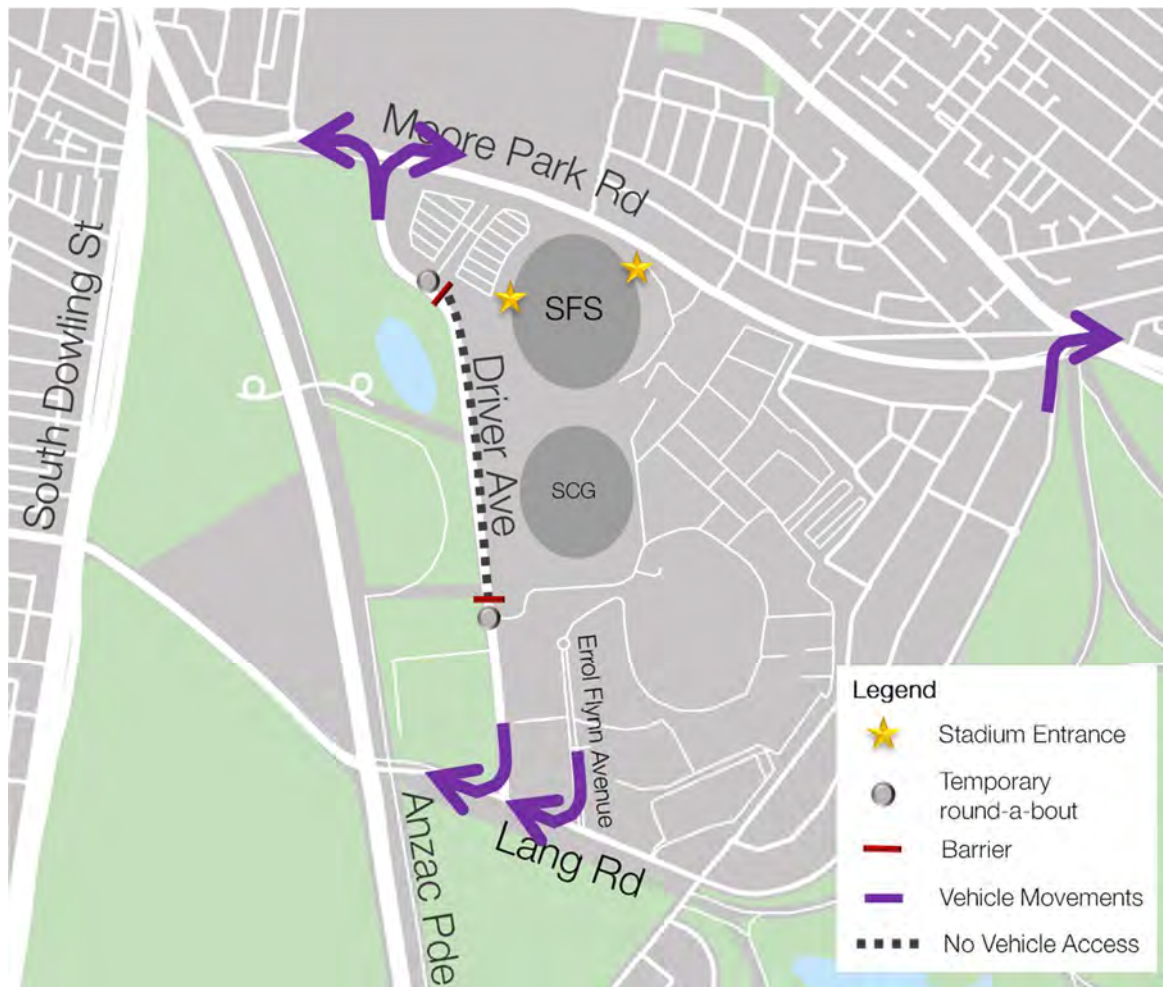 Moore Park Rd
South Dowling St
SFS
Driver Ave
SCG
Errol Flynn Avenue
Anzac Pde
Lang Rd
Legend
Stadium Entrance
Temporary
round-a-bout
Barrier
Vehicle Movements
No Vehicle Access